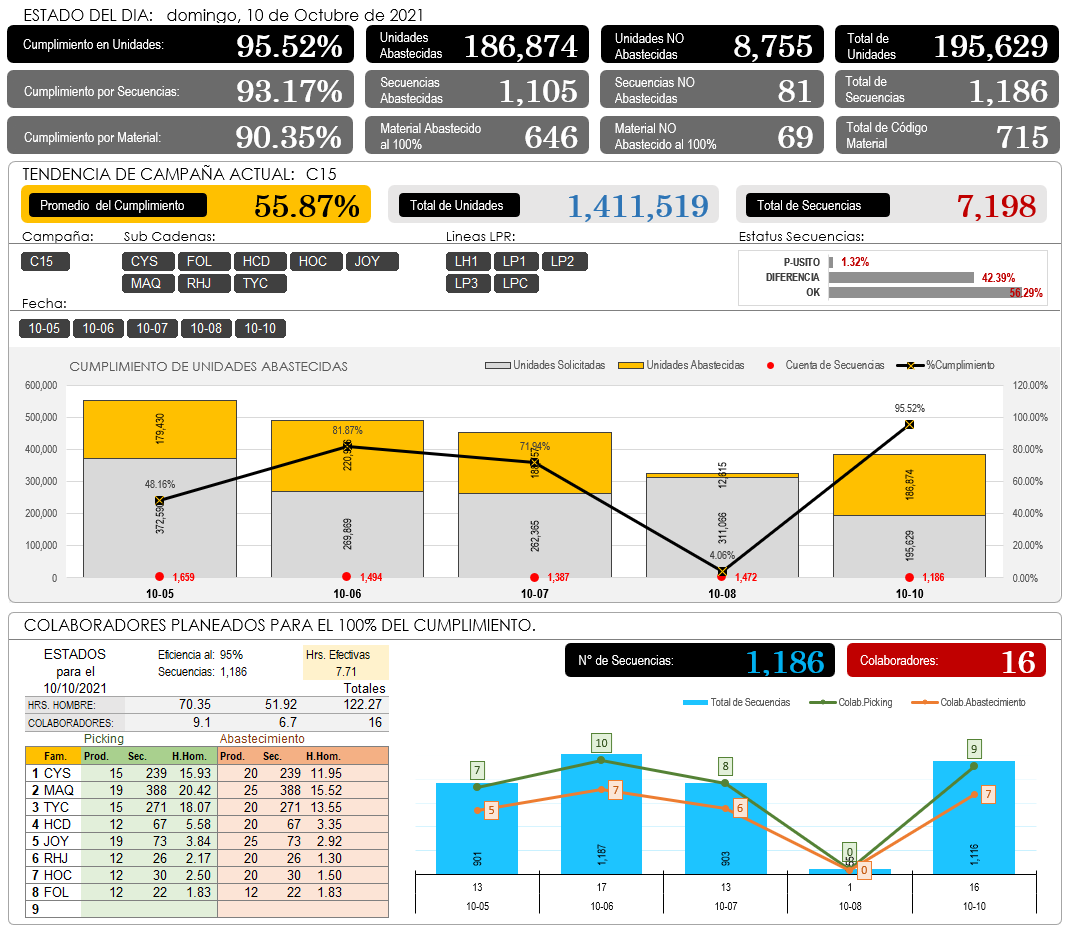 ESTADO DEL DIA: domingo, 10 de Octubre de 2021
Cumplimiento en Unidades: 95.52%
Unidades Abastecidas 186,874
Unidades NO Abastecidas 8,755
Total de Unidades 195,629
Cumplimiento por Secuencias: 93.17%
Secuencias Abastecidas 1,105
Secuencias NO Abastecidas 81
Total de Secuencias 1,186
Cumplimiento por Material: 90.35%
Material Abastecido al 100% 646
Material NO Abastecido al 100% 69
Total de Código Material 715
TENDENCIA DE CAMPAÑA ACTUAL: C15
Promedio del Cumplimiento 55.87%
Total de Unidades 1,411,519
Total de Secuencias 7,198
Campaña: Sub Cadenas: Lineas LPR: Estatus Secuencias:
C15 CYS FOL HCD HOC JOY LH1 LP1 LP2
MAQ RHJ TYC LP3 LPC
P-USITO 1.32%
DIFERENCIA 42.39%
OK 56.29%
Fecha:
10-05 10-06 10-07 10-08 10-10
CUMPLIMIENTO DE UNIDADES ABASTECIDAS
Unidades Solicitadas Unidades Abastecidas Cuenta de Secuencias %Cumplimiento
600,000 120.00%
500,000 100.00%
400,000 80.00%
300,000 60.00%
200,000 40.00%
100,000 20.00%
0 0.00%
179,430 12,615 186,874
48.16% 81.87% 71.94% 4.06% 95.52%
269,869 262,365 311,066 195,629
1,659 1,494 1,387 1,472 1,186
10-05 10-06 10-07 10-08 10-10
COLABORADORES PLANEADOS PARA EL 100% DEL CUMPLIMIENTO.
ESTADOS Eficiencia al: 95% Hrs. Efectivas
para el Secuencias: 1,186 7.71
10/10/2021 Totales
HRS. HOMBRE: 70.35 51.92 122.27
COLABORADORES: 9.1 6.7 16
Picking Abastecimiento
Fam. Prod. Sec. H.Hom. Prod. Sec. H.Hom.
1 CYS 15 239 15.93 20 239 11.95
2 MAQ 19 388 20.42 25 388 15.52
3 TYC 15 271 18.07 20 271 13.55
4 HCD 12 67 5.58 20 67 3.35
5 JOY 19 73 3.84 25 73 2.92
6 RHJ 12 26 2.17 20 26 1.30
7 HOC 12 30 2.50 20 30 1.50
8 FOL 12 22 1.83 12 22 1.83
9
N° de Secuencias: 1,186
Colaboradores: 16
Total de Secuencias Colab.Picking Colab.Abastecimiento
7 10 8 0 9
5 7 6 0 7
901 1,187 903 1,116
13 17 13 1 16
10-05 10-06 10-07 10-08 10-10